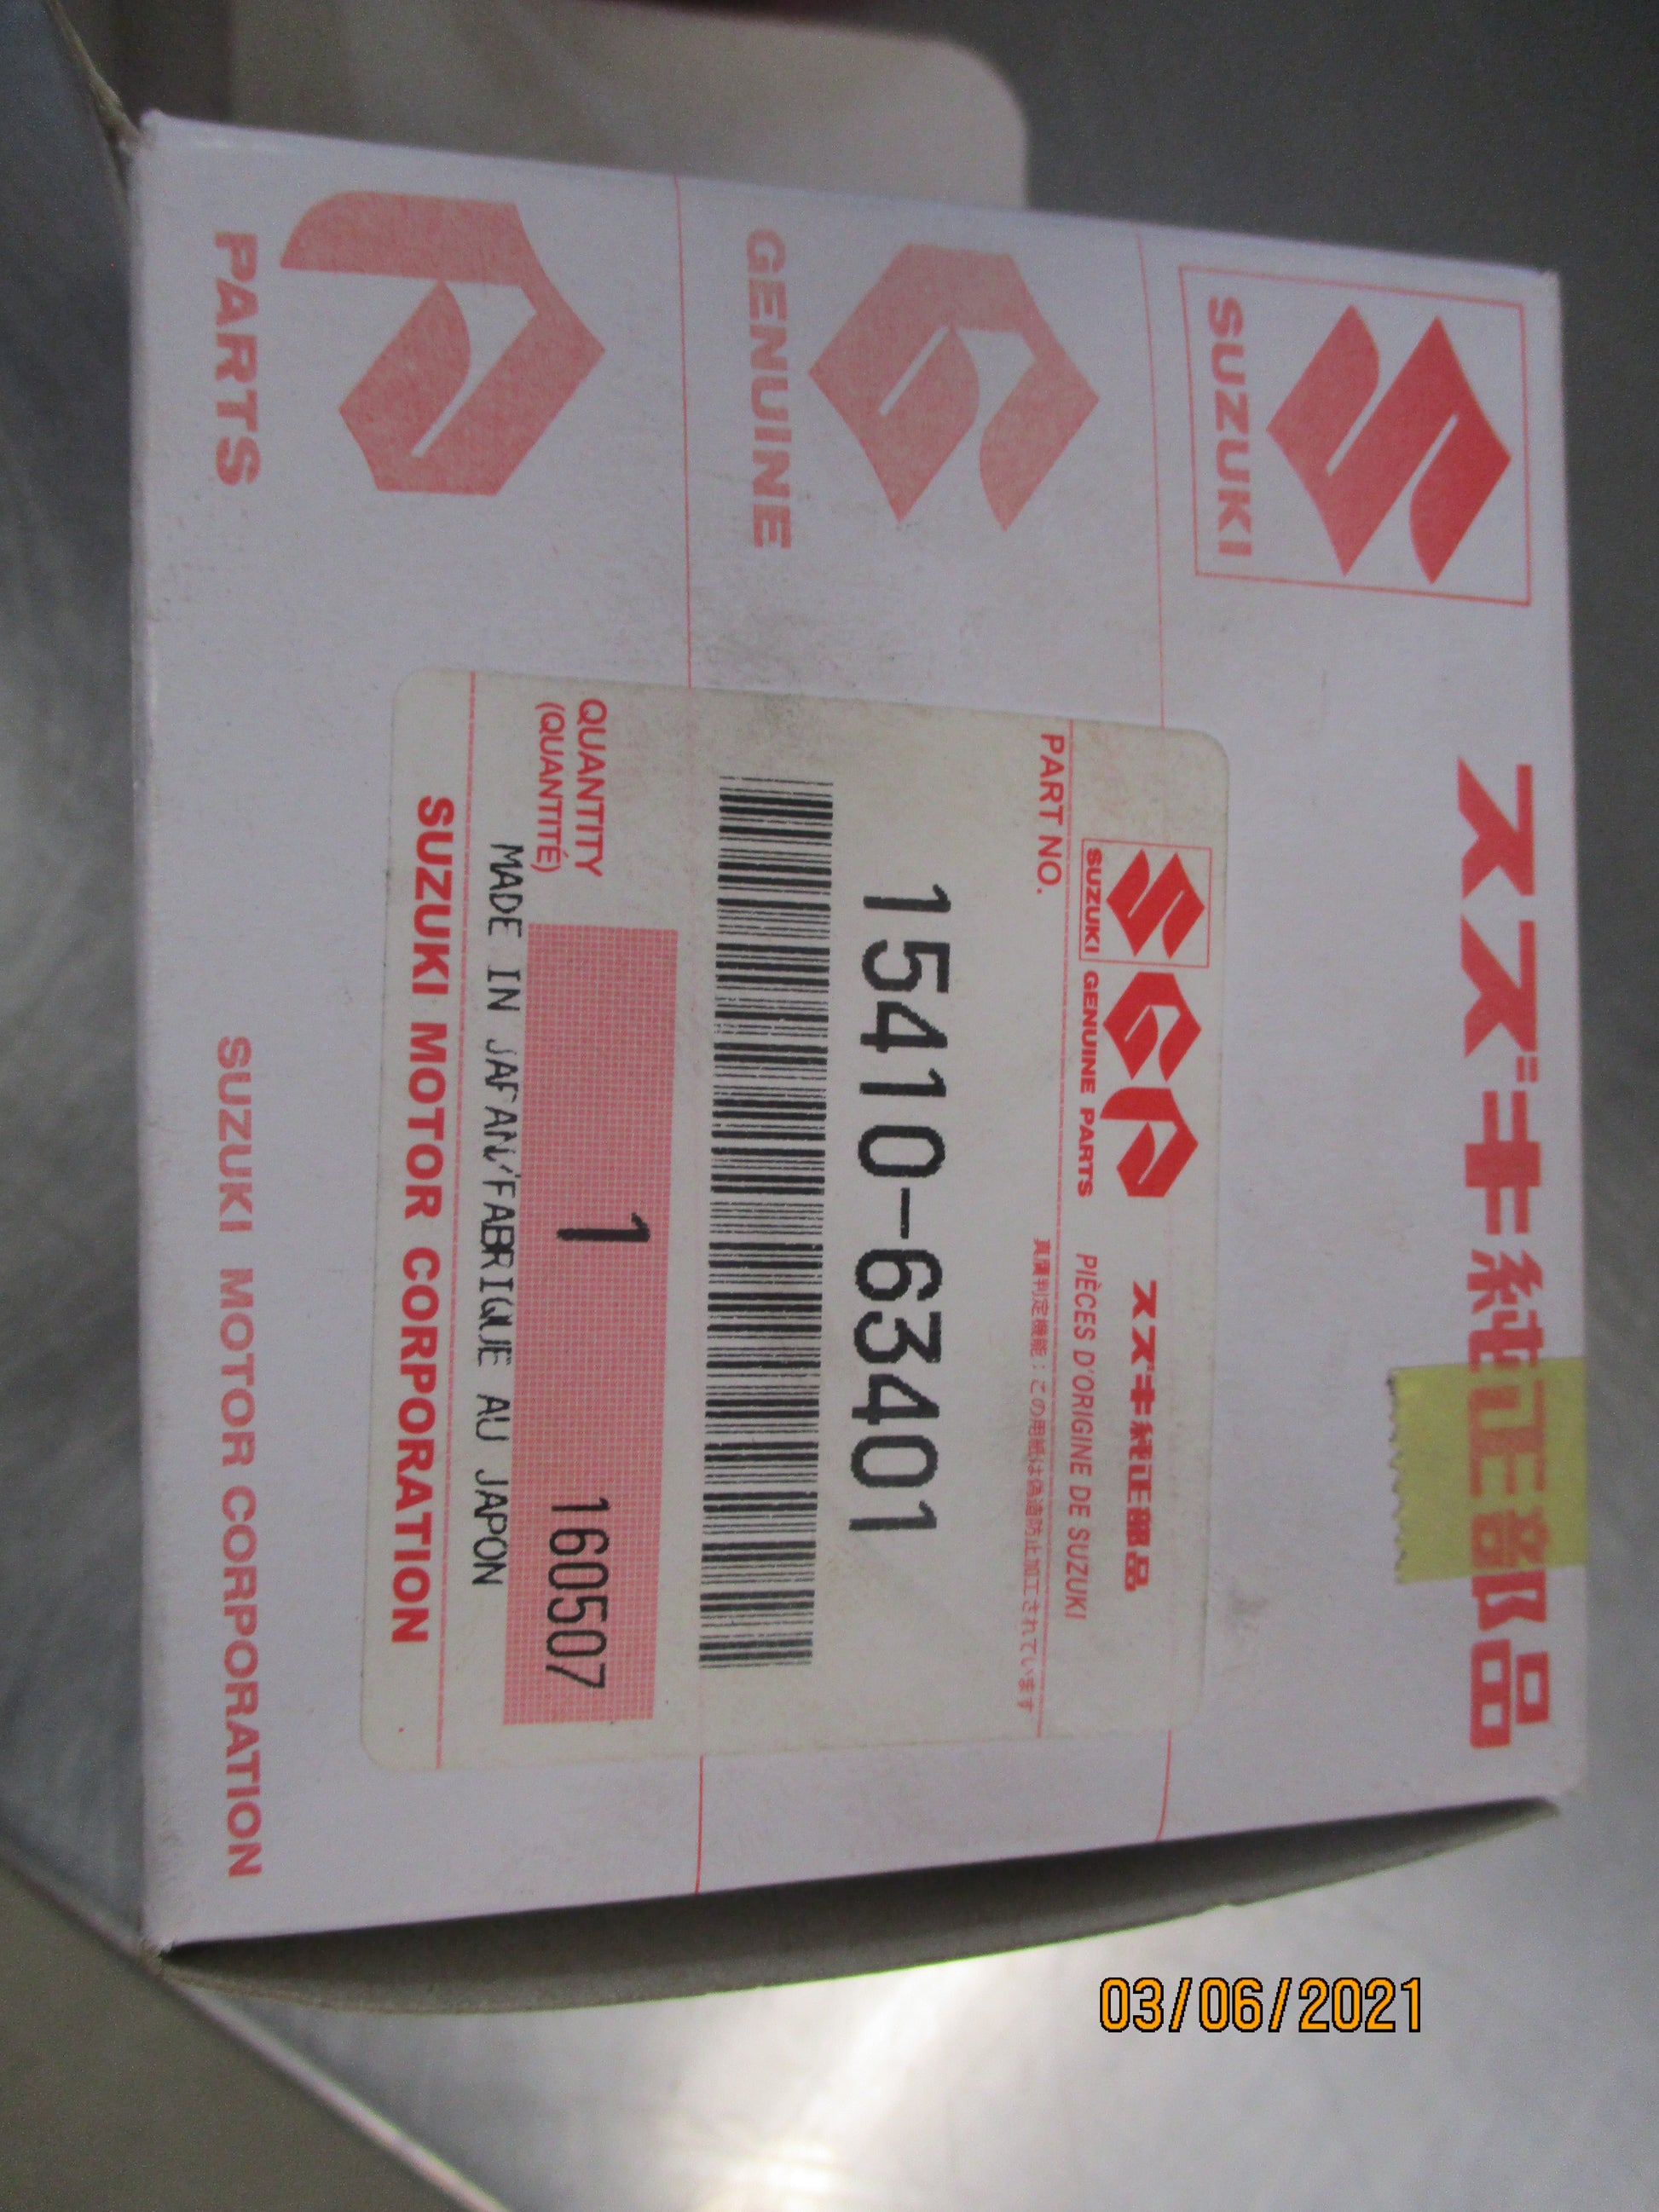 スズキ純正部品
SUZUKI
GENUINE
PARTS
スズキ純正部品
SUZUKI GENUINE PARTS
PIÈCES D'ORIGINE DE SUZUKI
PART NO.
真贋判定機能:この用紙は偽造防止加工されています
15410-63401
QUANTITY
(QUANTITÉ)
1
160507
MADE IN JAPAN/FABRIQUE AU JAPON
SUZUKI MOTOR CORPORATION
SUZUKI MOTOR CORPORATION
03/06/2021